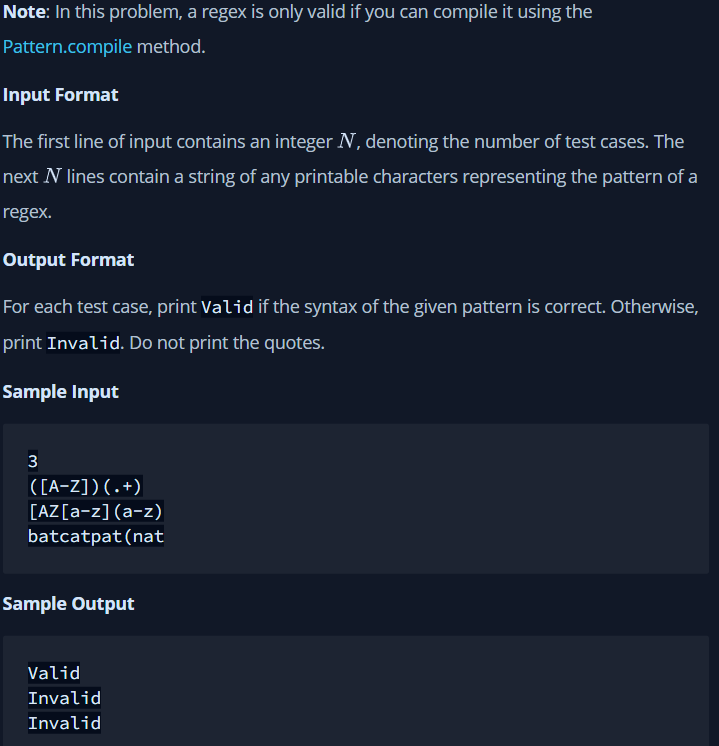 Note: In this problem, a regex is only valid if you can compile it using the
Pattern.compile method.
Input Format
The first line of input contains an integer N, denoting the number of test cases. The
next N lines contain a string of any printable characters representing the pattern of a
regex.
Output Format
For each test case, print Valid if the syntax of the given pattern is correct. Otherwise,
print Invalid. Do not print the quotes.
Sample Input
3
([A-Z])(.+)
[AZ[a-z](a-z)
batcatpat(nat
Sample Output
Valid
Invalid
Invalid